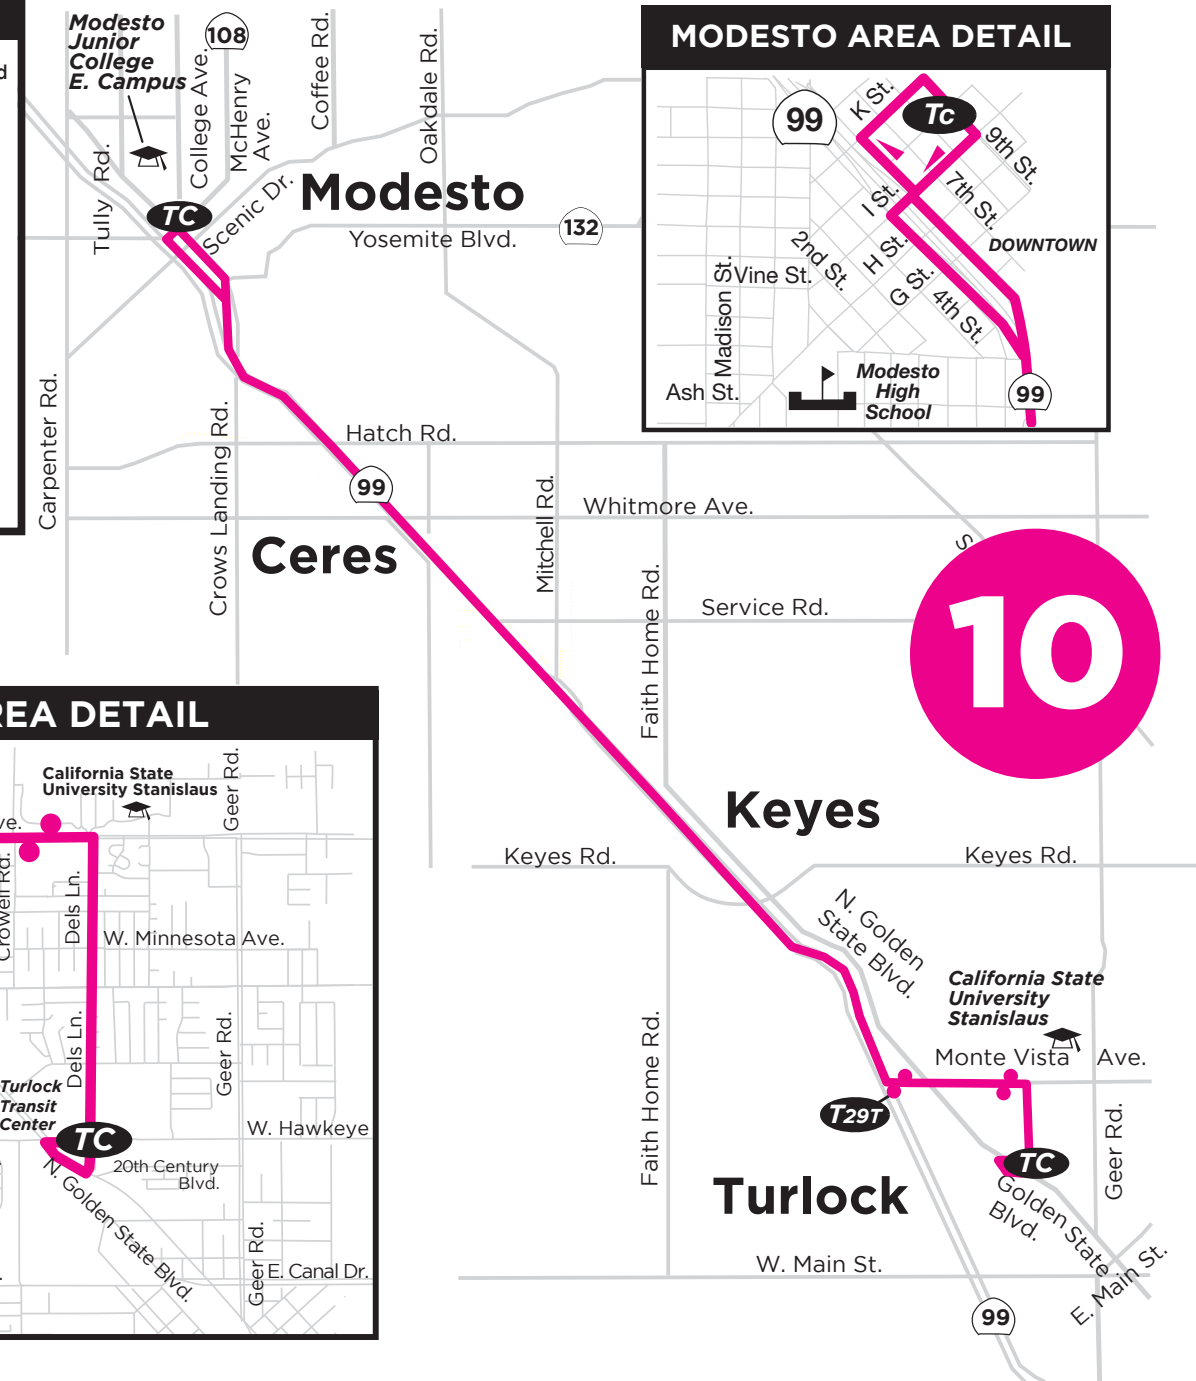 Modesto
Junior
College
E. Campus
108
College Ave.
McHenry
Ave.
Coffee Rd.
Oakdale Rd.
Tully Rd.
TC
Scenic Dr.
Modesto
Yosemite Blvd.
132
MODESTO AREA DETAIL
99
K St.
Tc
9th St.
I St.
7th St.
DOWNTOWN
H St.
2nd St.
G St.
4th St.
Vine St.
Madison St.
Ash St.
Modesto
High
School
99
Carpenter Rd.
Crows Landing Rd.
Hatch Rd.
99
Mitchell Rd.
Whitmore Ave.
Ceres
Faith Home Rd.
Service Rd.
10
REA DETAIL
California State
University Stanislaus
Geer Rd.
ve.
Crowell Rd.
Dels Ln.
W. Minnesota Ave.
Dels Ln.
Geer Rd.
Turlock
Transit
Center
TC
W. Hawkeye
20th Century
Blvd.
N. Golden State Blvd.
Geer Rd.
E. Canal Dr.
Keyes
Keyes Rd.
Keyes Rd.
N. Golden
State Blvd.
California State
University
Stanislaus
Monte Vista Ave.
Faith Home Rd.
T29T
TC
Geer Rd.
Turlock
Golden State
Blvd.
W. Main St.
E. Main St.
99